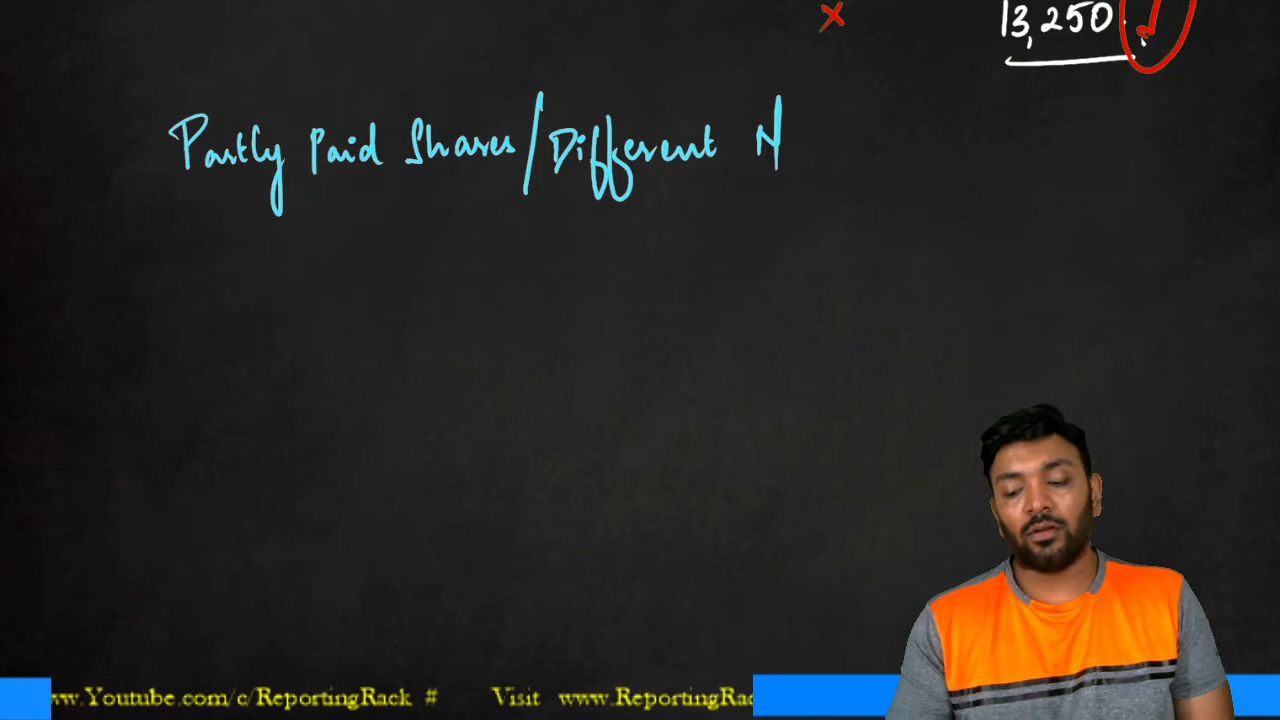 13,250
Partly Paid Shares/Different N
ww.Youtube.com/c/ReportingRack # Visit www.ReportingRac